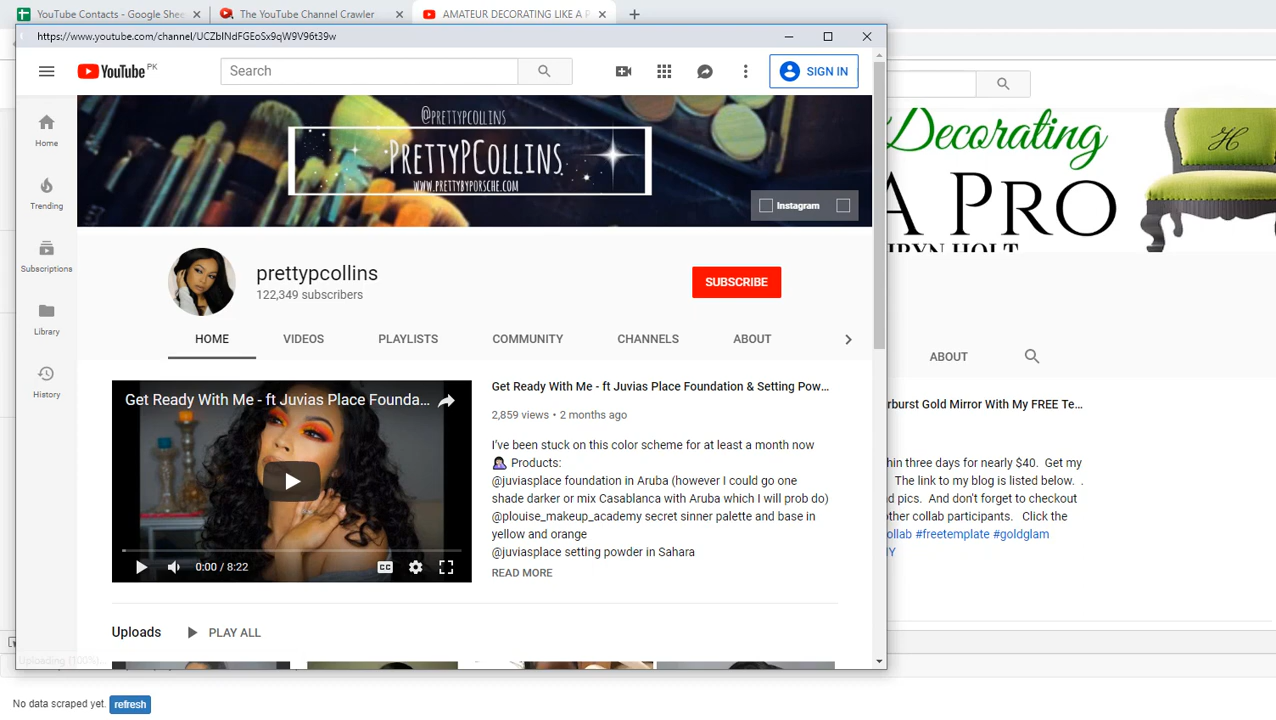 YouTube Contacts - Google Shee
The YouTube Channel Crawler
AMATEUR DECORATING LIKE A P
https://www.youtube.com/channel/UCZbINdFGEoSx9qW9V96t39w
YouTube PK
Search
SIGN IN
Home
Trending
Subscriptions
Library
History
@PRETTYPCOLLINS
PRETTYPCOLLINS
WWW.PRETTYBYPORSCHE.COM
Instagram
prettypcollins
122,349 subscribers
SUBSCRIBE
HOME VIDEOS PLAYLISTS COMMUNITY CHANNELS ABOUT
Get Ready With Me - ft Juvias Place Founda...
0:00 / 8:22
CC
Get Ready With Me - ft Juvias Place Foundation & Setting Pow...
2,859 views • 2 months ago
I've been stuck on this color scheme for at least a month now
Products:
@juviasplace foundation in Aruba (however I could go one
shade darker or mix Casablanca with Aruba which I will prob do)
@plouise_makeup_academy secret sinner palette and base in
yellow and orange
@juviasplace setting powder in Sahara
READ MORE
Uploads
PLAY ALL
Decorating
A PRO
H
ABOUT
rburst Gold Mirror With My FREE Te...
hin three days for nearly $40. Get my
The link to my blog is listed below. .
d pics. And don't forget to checkout
other collab participants. Click the
ollab #freetemplate #goldglam
IY
Uploading (100%)...
No data scraped yet. refresh